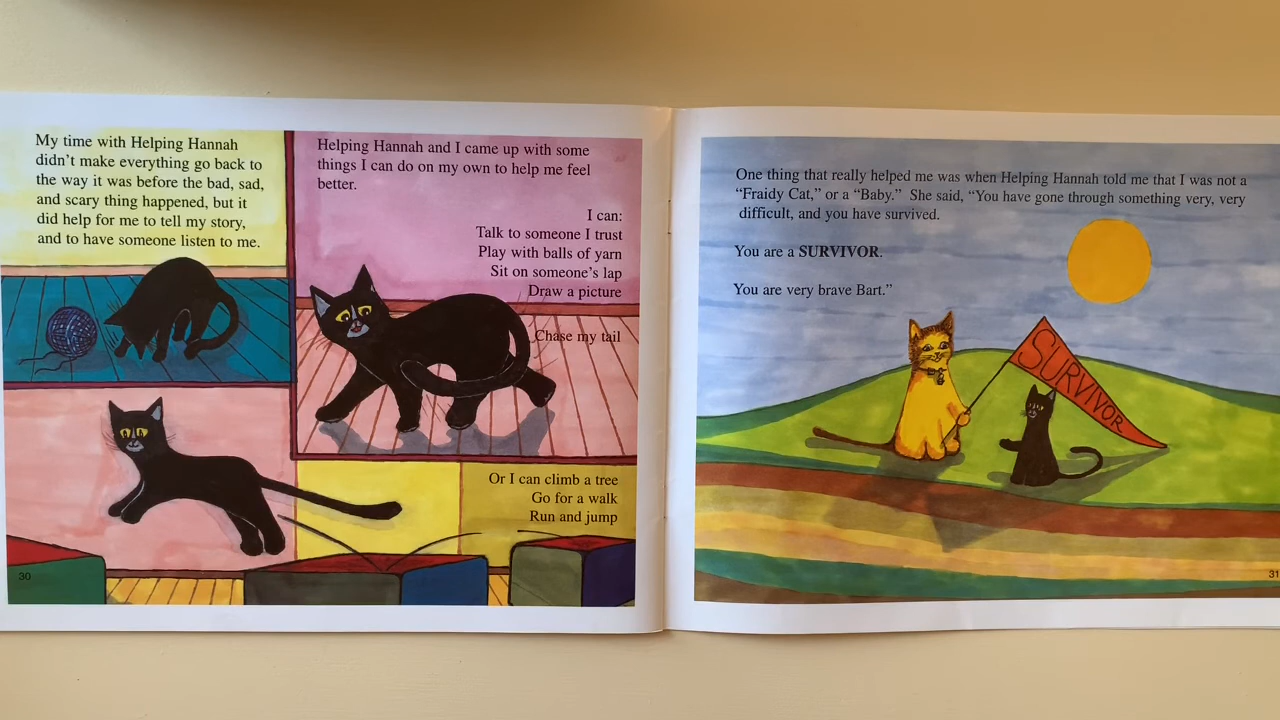 My time with Helping Hannah
didn't make everything go back to
the way it was before the bad, sad,
and scary thing happened, but it
did help for me to tell my story,
and to have someone listen to me.
Helping Hannah and I came up with some
things I can do on my own to help me feel
better.
I can:
Talk to someone I trust
Play with balls of yarn
Sit on someone's lap
Draw a picture
Chase my tail
Or I can climb a tree
Go for a walk
Run and jump
30
One thing that really helped me was when Helping Hannah told me that I was not a
“Fraidy Cat,” or a “Baby.”  She said, “You have gone through something very, very
difficult, and you have survived.
You are a SURVIVOR.
You are very brave Bart.”
SURVIVOR
31